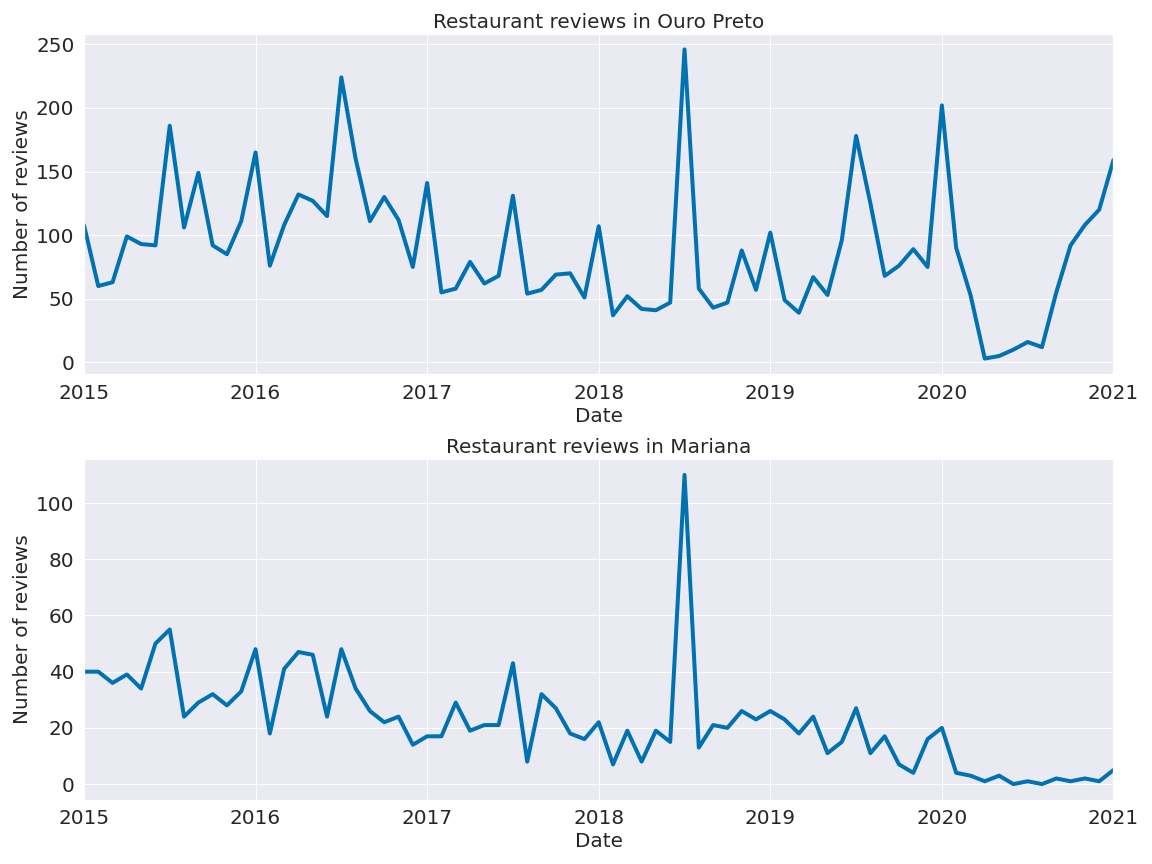 Restaurant reviews in Ouro Preto
Number of reviews
250
200
150
100
50
0
2015 2016 2017 2018 2019 2020 2021
Date
Restaurant reviews in Mariana
Number of reviews
100
80
60
40
20
0
2015 2016 2017 2018 2019 2020 2021
Date